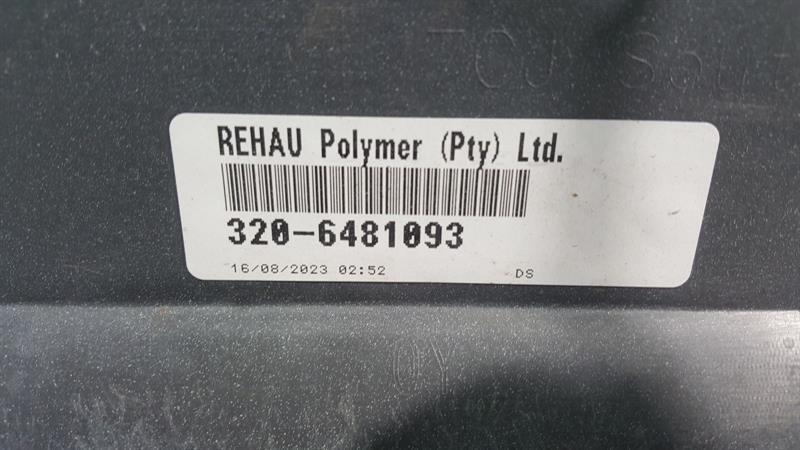 REHAU Polymer (Pty) Ltd.
320-6481093
16/08/2023 02:52 DS